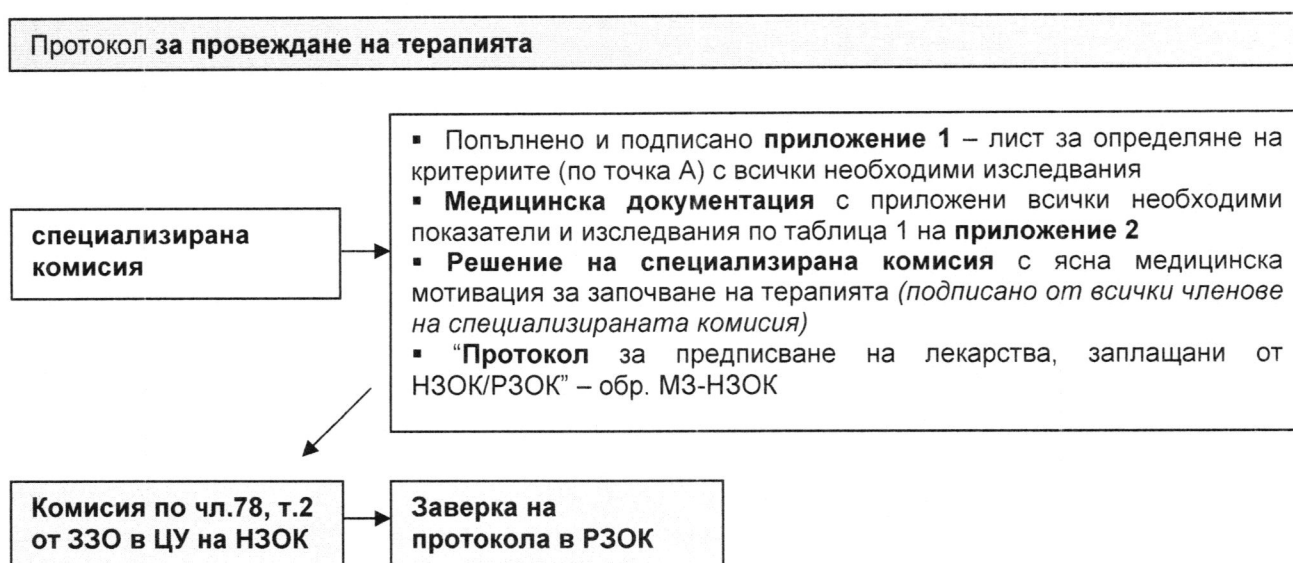 Протокол за провеждане на терапията
▪ Попълнено и подписано приложение 1 – лист за определяне на
критериите (по точка А) с всички необходими изследвания
▪ Медицинска документация с приложени всички необходими
показатели и изследвания по таблица 1 на приложение 2
▪ Решение на специализирана комисия с ясна медицинска
мотивация за започване на терапията (подписано от всички членове
на специализираната комисия)
▪ “Протокол за предписване на лекарства, заплащани от
НЗОК/РЗОК” – обр. МЗ-НЗОК
специализирана
комисия
Комисия по чл.78, т.2
от ЗЗО в ЦУ на НЗОК
Заверка на
протокола в РЗОК